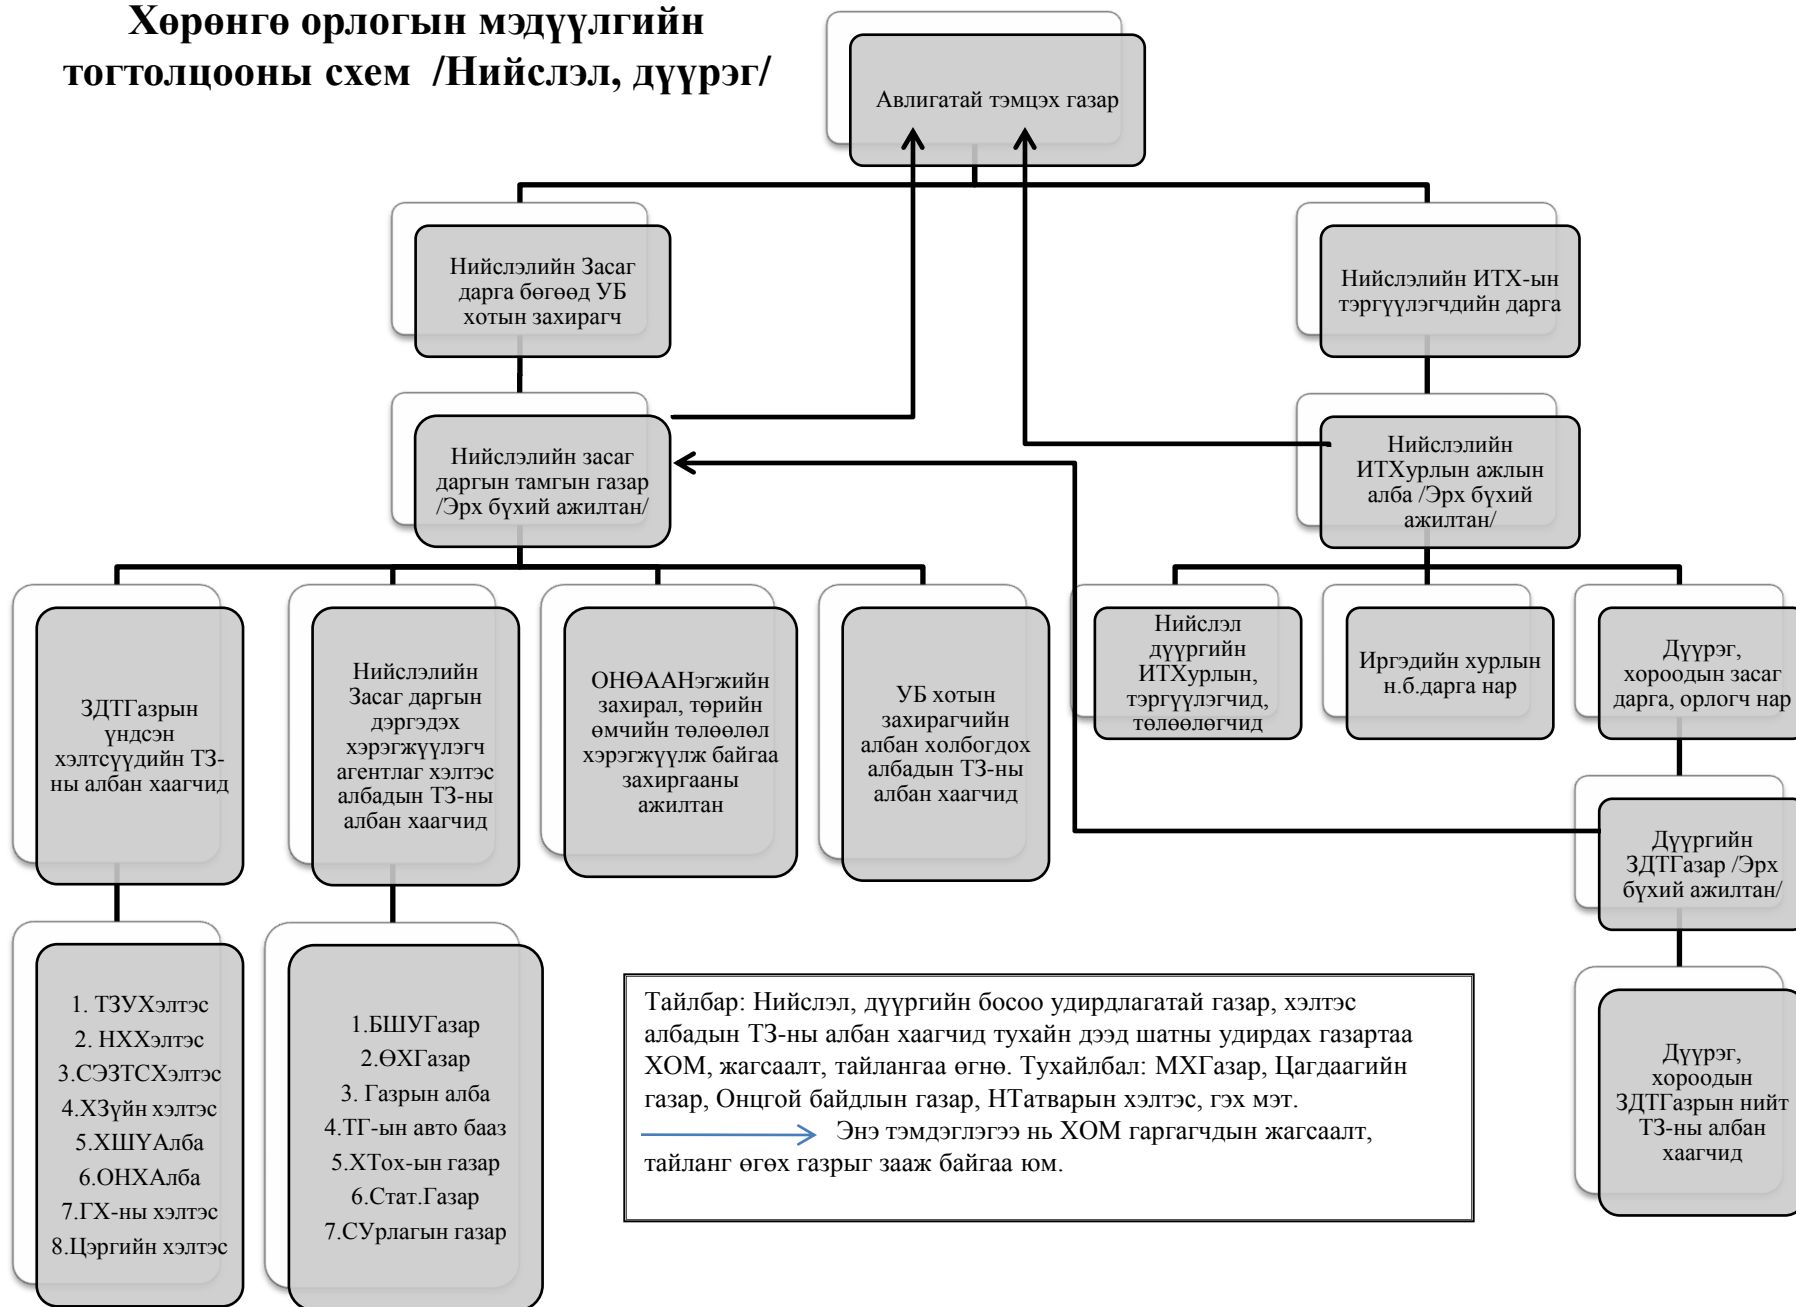 Хөрөнгө орлогын мэдүүлгийн
тогтолцооны схем /Нийслэл, дүүрэг/
Авлигатай тэмцэх газар
Нийслэлийн Засаг
дарга бөгөөд УБ
хотын захирагч
Нийслэлийн ИТХ-ын
тэргүүлэгчдийн дарга
Нийслэлийн засаг
даргын тамгын газар
/Эрх бүхий ажилтан/
Нийслэлийн
ИТХурлын ажлын
алба /Эрх бүхий
ажилтан/
ЗДТГазрын
үндсэн
хэлтсүүдийн ТЗ-
ны албан хаагчид
Нийслэлийн
Засаг даргын
дэргэдэх
хэрэгжүүлэгч
агентлаг хэлтэс
албадын ТЗ-ны
албан хаагчид
ОНӨААНэгжийн
захирал, төрийн
өмчийн төлөөлөл
хэрэгжүүлж байгаа
захиргааны
ажилтан
УБ хотын
захирагчийн
албан холбогдох
албадын ТЗ-ны
албан хаагчид
Нийслэл
дүүргийн
ИТХурлын,
тэргүүлэгчид,
төлөөлөгчид
Иргэдийн хурлын
н.б.дарга нар
Дүүрэг,
хороодын засаг
дарга, орлогч нар
Дүүргийн
ЗДТГазар /Эрх
бүхий ажилтан/
1. ТЗУХэлтэс
2. НХХэлтэс
3.СЭЗТСХэлтэс
4.ХЗүйн хэлтэс
5.ХШҮАлба
6.ОНХАлба
7.ГХ-ны хэлтэс
8.Цэргийн хэлтэс
1.БШУГазар
2.ӨХГазар
3. Газрын алба
4.ТГ-ын авто бааз
5.ХТох-ын газар
6.Стат.Газар
7.СУрлагын газар
Тайлбар: Нийслэл, дүүргийн босоо удирдлагатай газар, хэлтэс
албадын ТЗ-ны албан хаагчид тухайн дээд шатны удирдах газартаа
ХОМ, жагсаалт, тайлангаа өгнө. Тухайлбал: МХГазар, Цагдаагийн
газар, Онцгой байдлын газар, НТатварын хэлтэс, гэх мэт.
Энэ тэмдэглэгээ нь ХОМ гаргагчдын жагсаалт,
тайланг өгөх газрыг зааж байгаа юм.
Дүүрэг,
хороодын
ЗДТГазрын нийт
ТЗ-ны албан
хаагчид